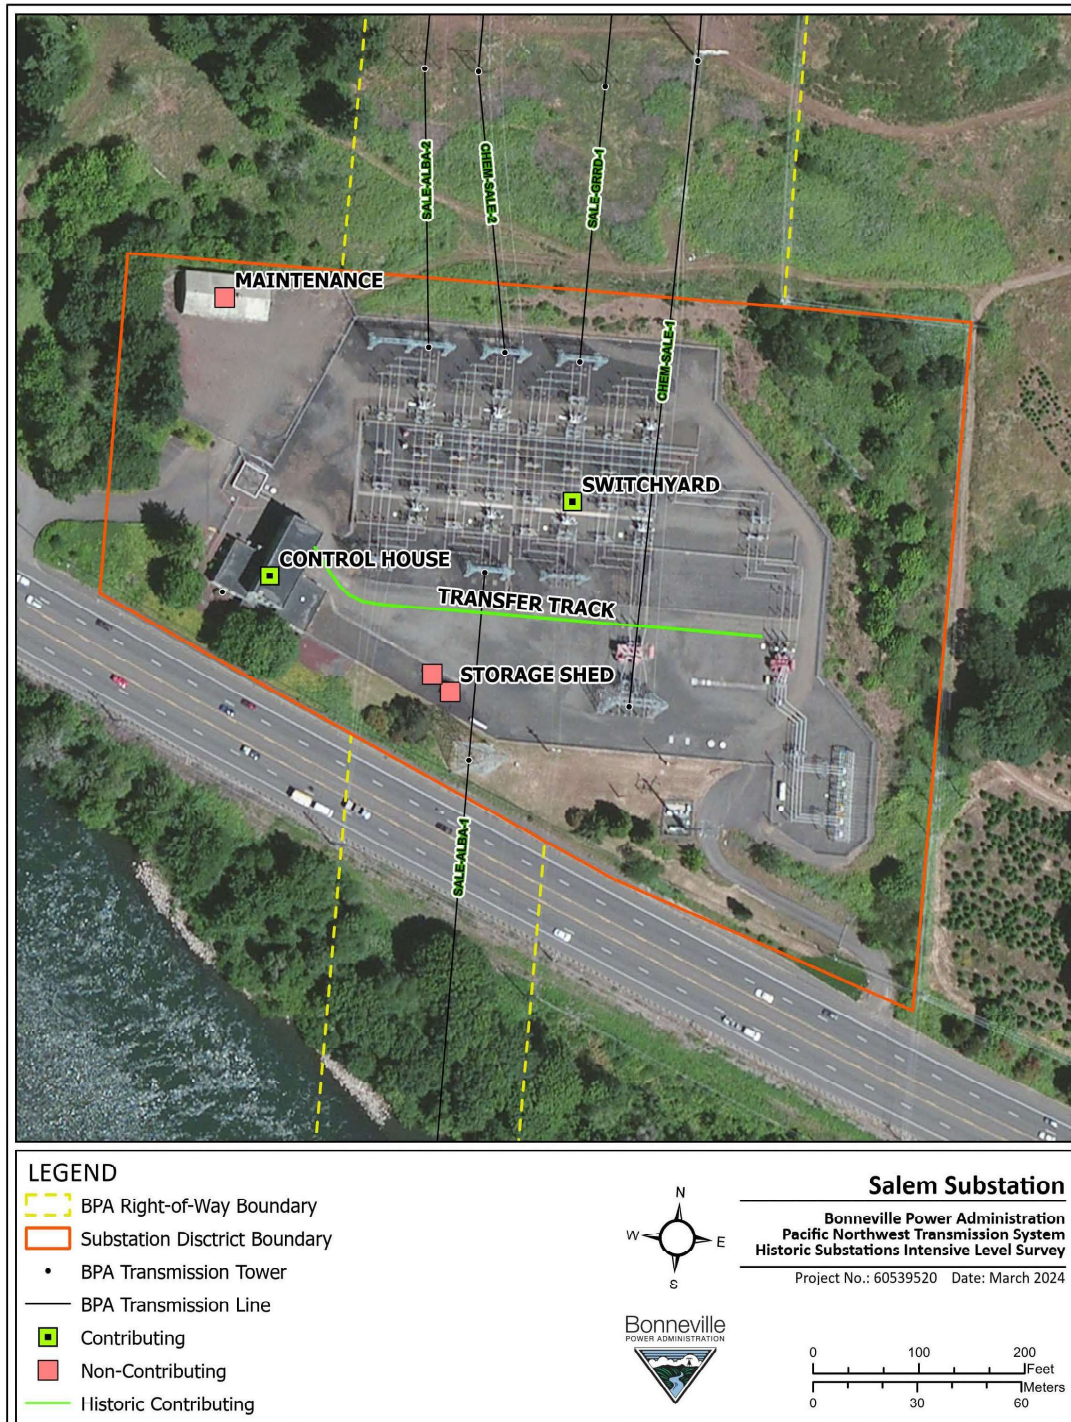 SALE-ALBA-2
CHEM-SALE-2
SALE-GRRD-1
CHEM-SALE-1
MAINTENANCE
SWITCHYARD
CONTROL HOUSE
TRANSFER TRACK
STORAGE SHED
SALE-ALBA-1
LEGEND
BPA Right-of-Way Boundary
Substation Disctrict Boundary
BPA Transmission Tower
BPA Transmission Line
Contributing
Non-Contributing
Historic Contributing
N
W
E
S
Bonneville
POWER ADMINISTRATION
Salem Substation
Bonneville Power Administration
Pacific Northwest Transmission System
Historic Substations Intensive Level Survey
Project No.: 60539520 Date: March 2024
0 100 200
Feet
Meters
0 30 60